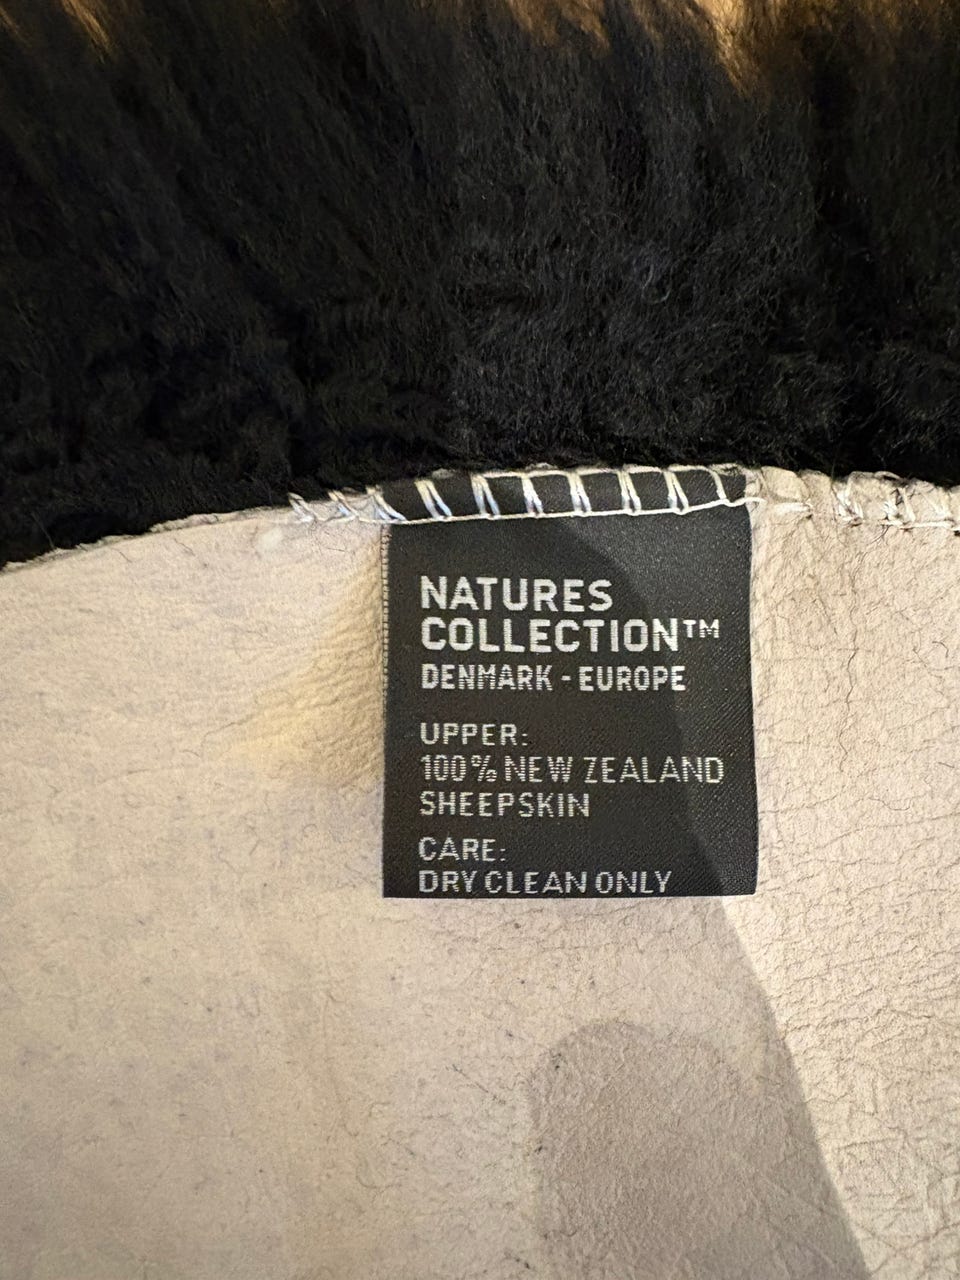 NATURES
COLLECTION™
DENMARK - EUROPE
UPPER:
100% NEW ZEALAND
SHEEPSKIN
CARE:
DRY CLEAN ONLY